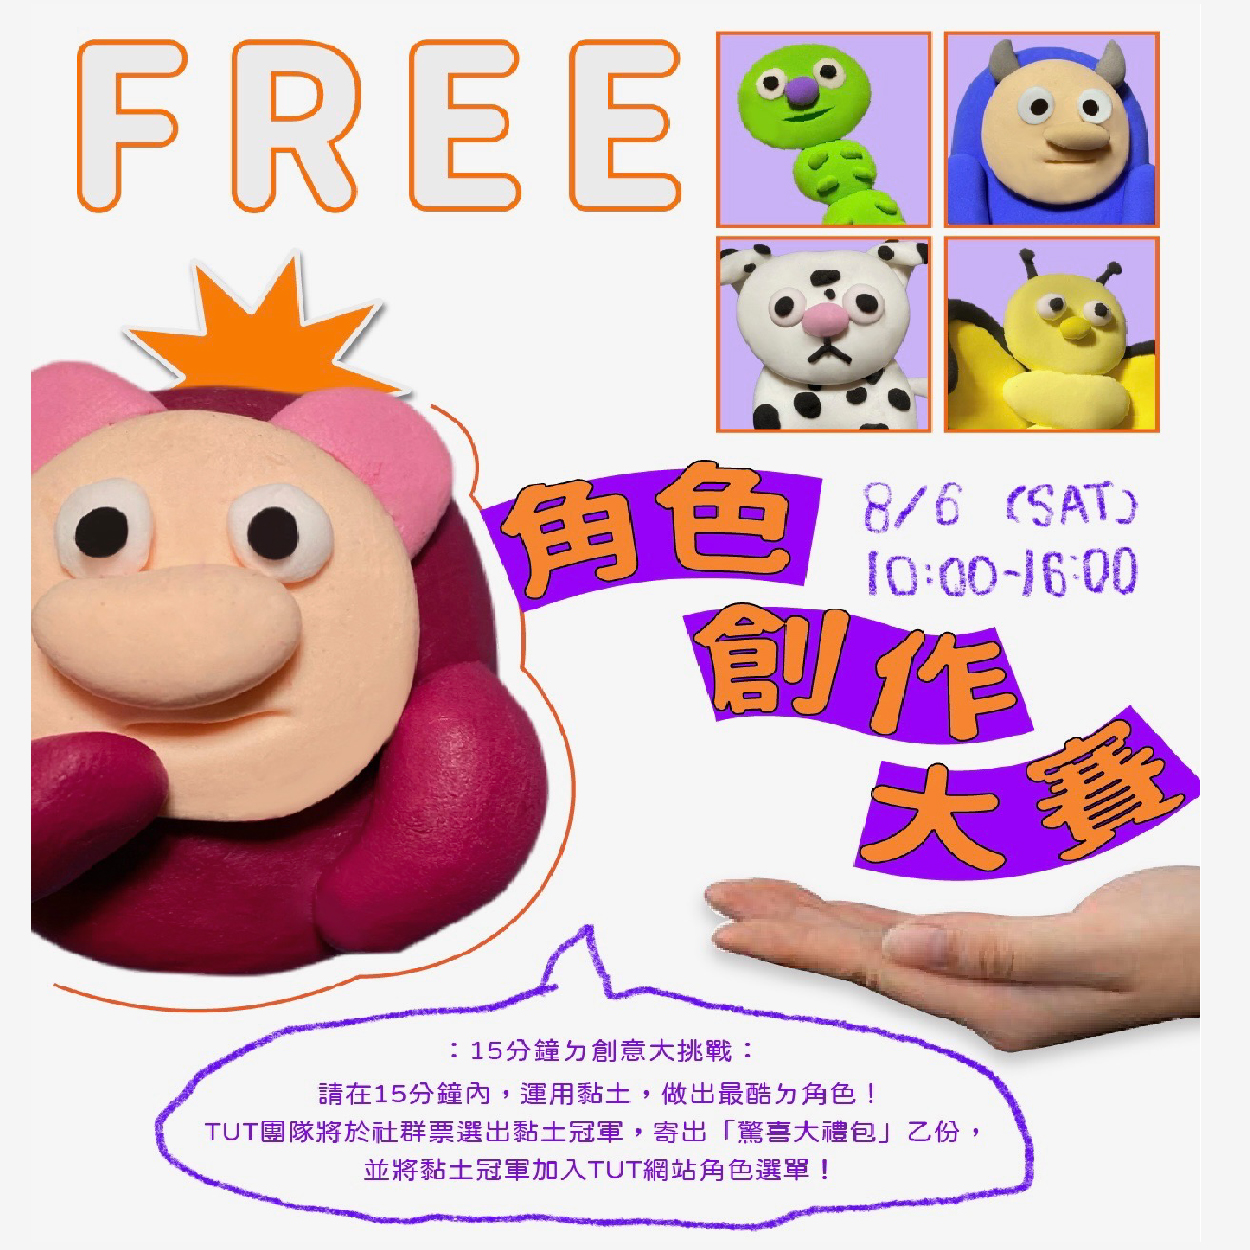 FREE
角色
8/6 (SAT)
10:00-16:00
創作
大賽
：15分鐘ㄉ創意大挑戰：
請在15分鐘內，運用黏土，做出最酷ㄉ角色！
TUT團隊將於社群票選出黏土冠軍，寄出「驚喜大禮包」乙份，
並將黏土冠軍加入TUT網站角色選單！